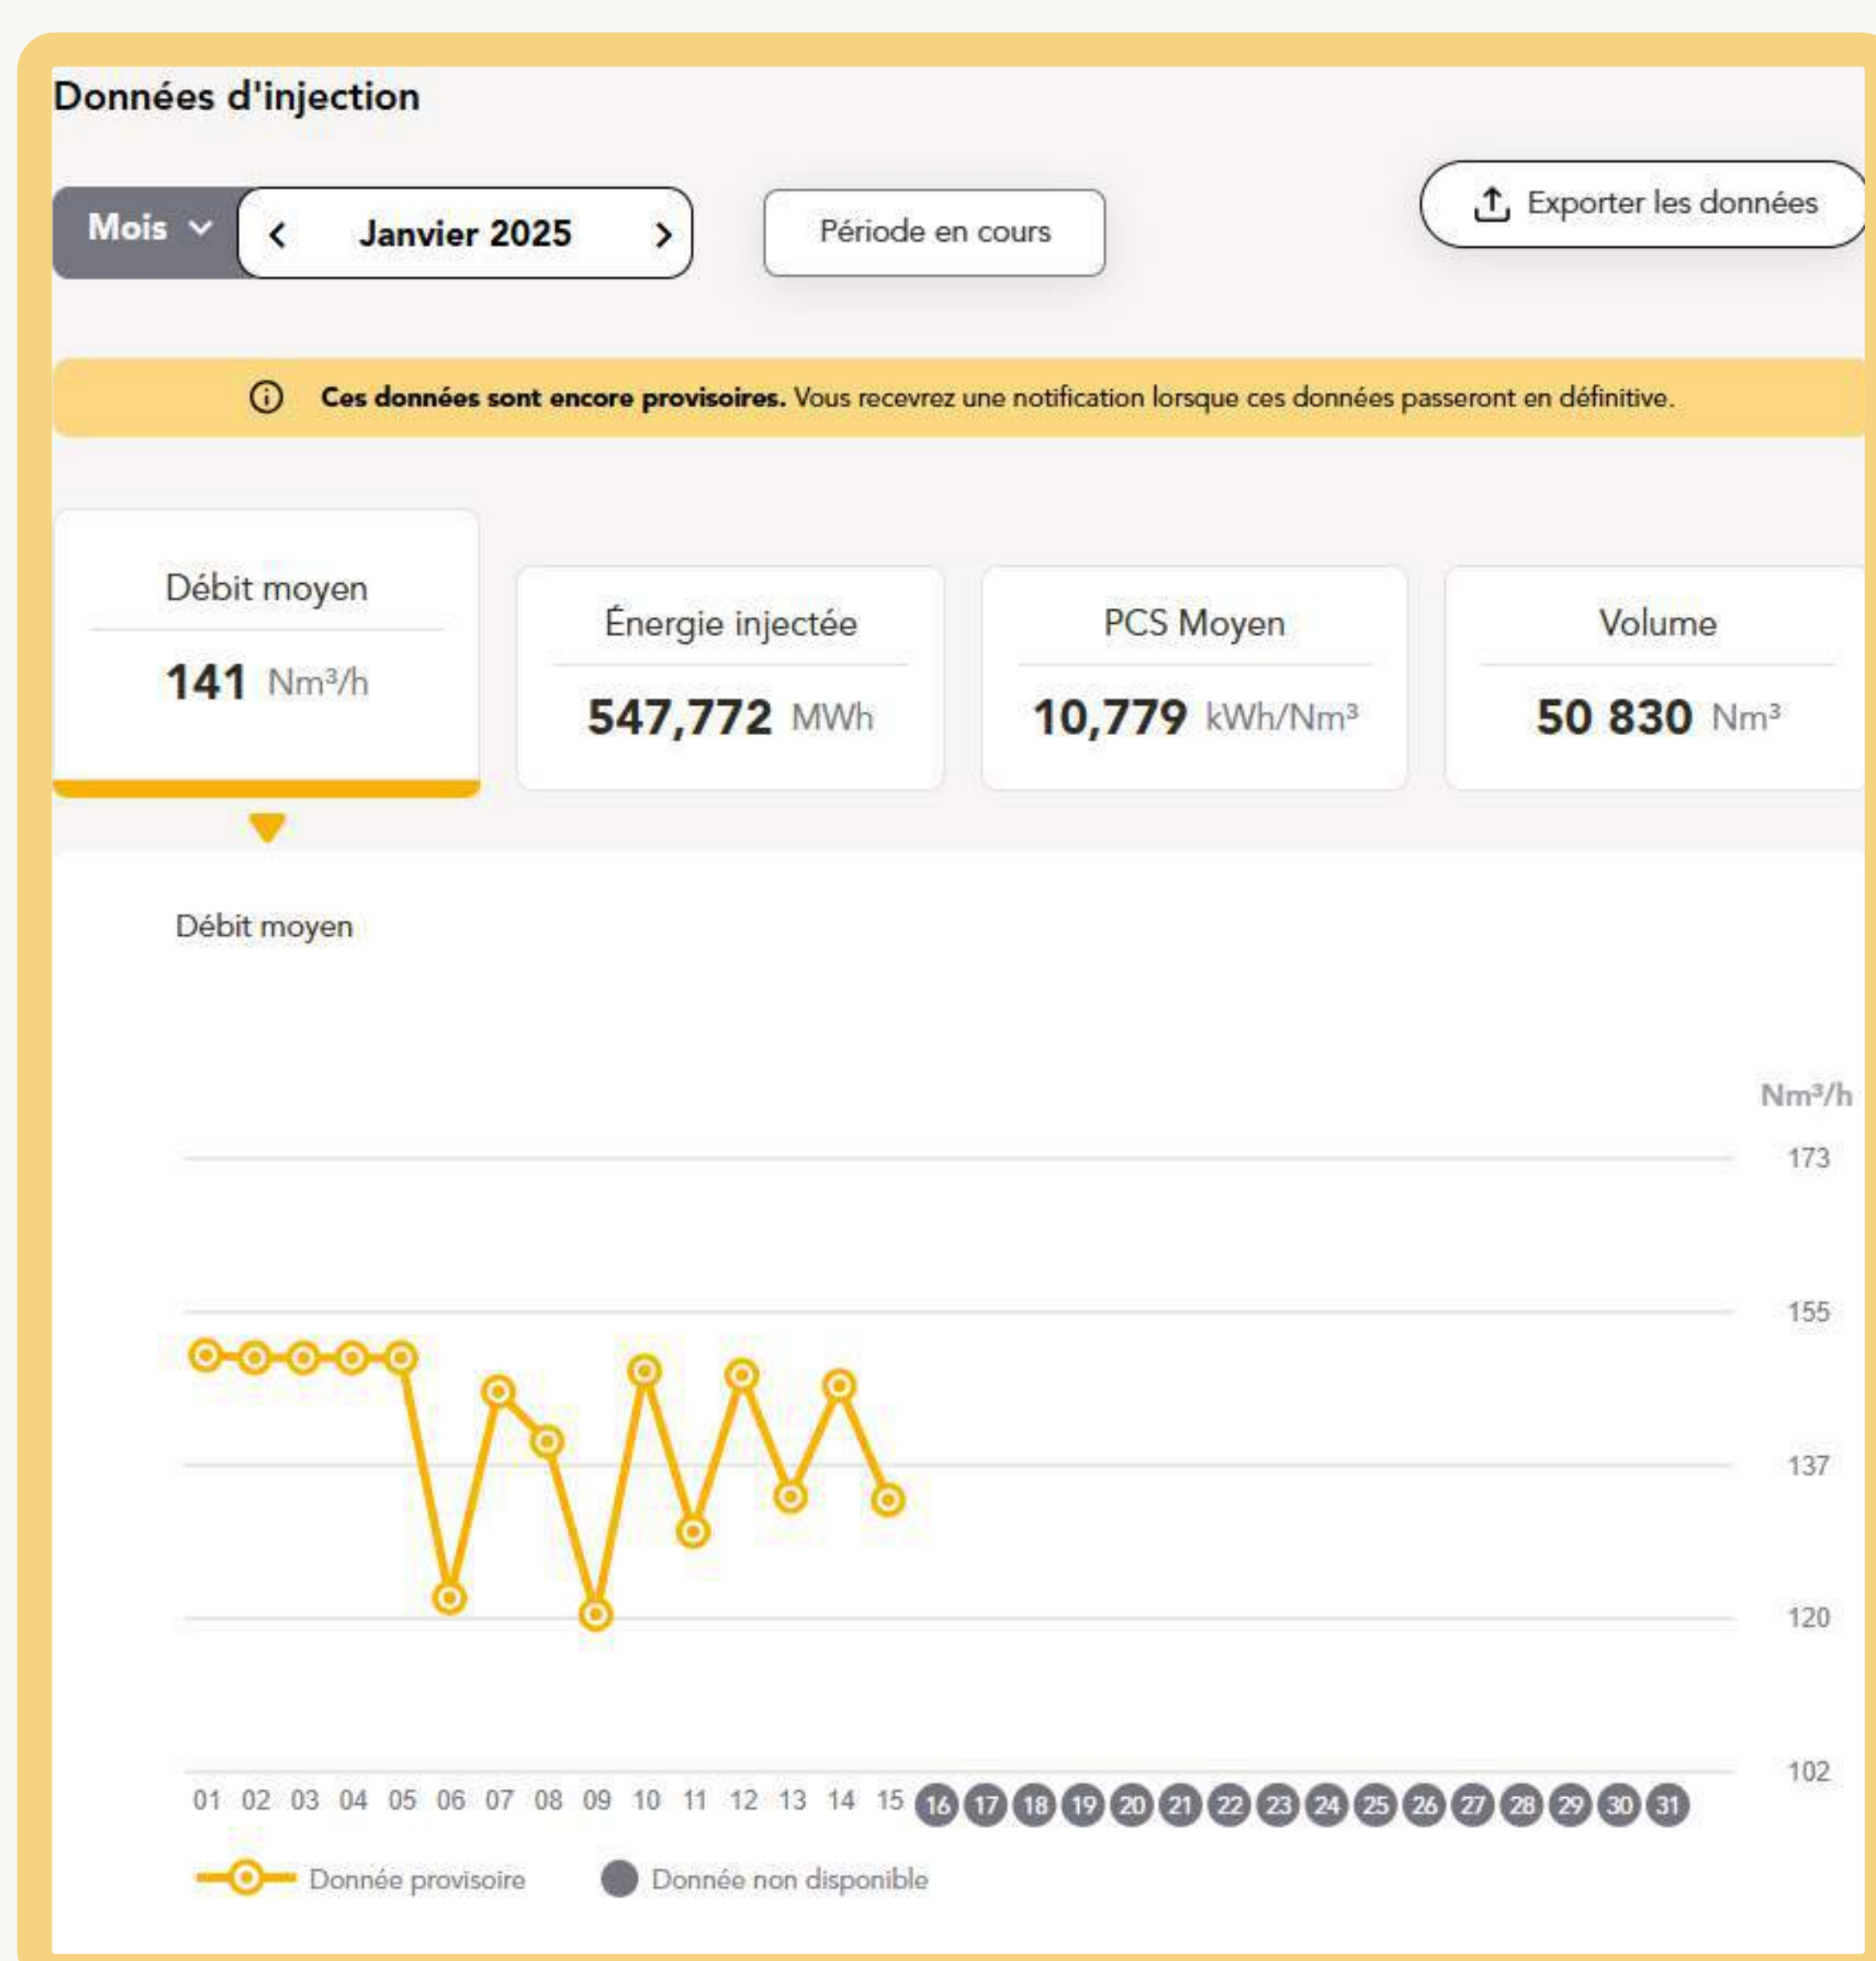 Données d'injection
Mois
Janvier 2025
Période en cours
Exporter les données
Ces données sont encore provisoires. Vous recevrez une notification lorsque ces données passeront en définitive.
Débit moyen
141 Nm³/h
Énergie injectée
547,772 MWh
PCS Moyen
10,779 kWh/Nm³
Volume
50 830 Nm³
Débit moyen
Nm³/h
173
155
137
120
102
01 02 03 04 05 06 07 08 09 10 11 12 13 14 15 16 17 18 19 20 21 22 23 24 25 26 27 28 29 30 31
Donnée provisoire
Donnée non disponible